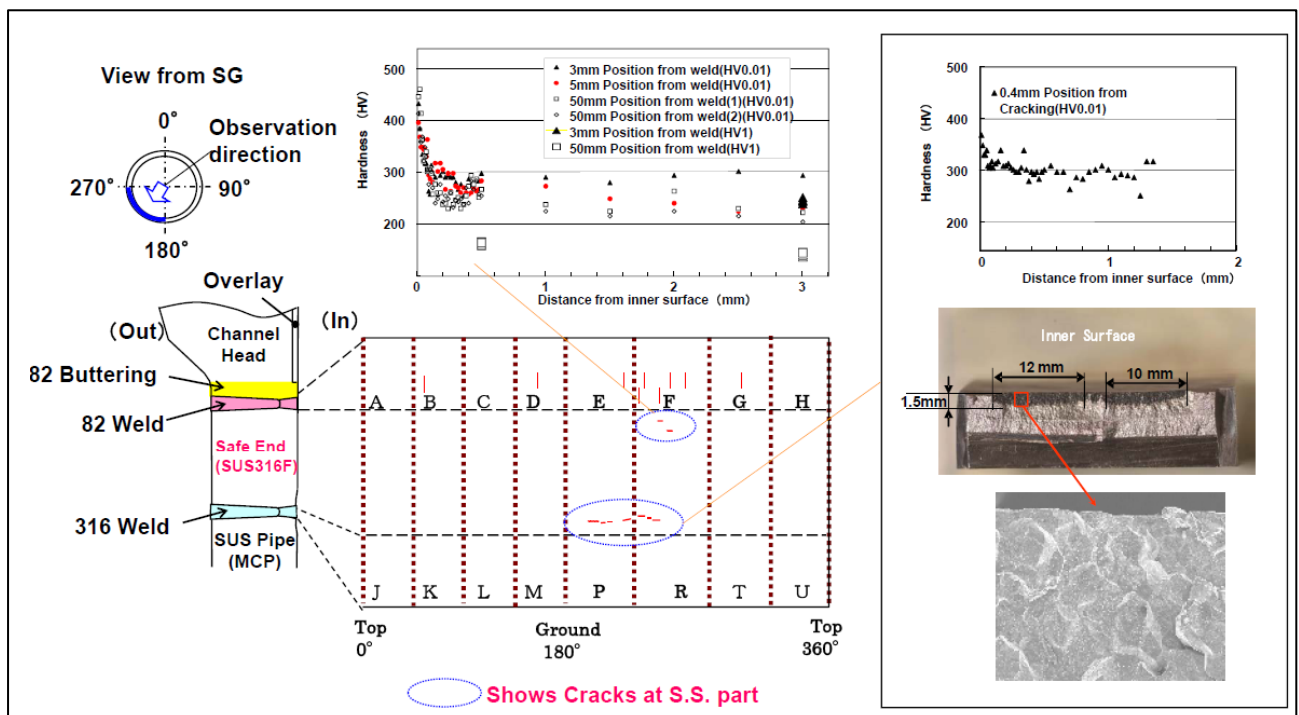 View from SG
0°
Observation
direction
270°
90°
180°
Overlay
(Out)
(In)
Channel
Head
82 Buttering
82 Weld
Safe End
(SUS316F)
316 Weld
SUS Pipe
(MCP)
500
400
300
200
Hardness (HV)
3mm Position from weld(HV0.01)
5mm Position from weld(HV0.01)
50mm Position from weld(1)(HV0.01)
50mm Position from weld(2)(HV0.01)
3mm Position from weld(HV1)
50mm Position from weld(HV1)
0 1 2 3
Distance from inner surface (mm)
A B C D E F G H
J K L M P R T U
Top
0°
Ground
180°
Top
360°
Shows Cracks at S.S. part
500
400
300
200
Hardness (HV)
0.4mm Position from
Cracking(HV0.01)
0 1 2
Distance from inner surface (mm)
Inner Surface
12 mm
10 mm
1.5mm